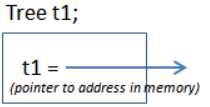 Tree t1;
t1 =
(pointer to address in memory)